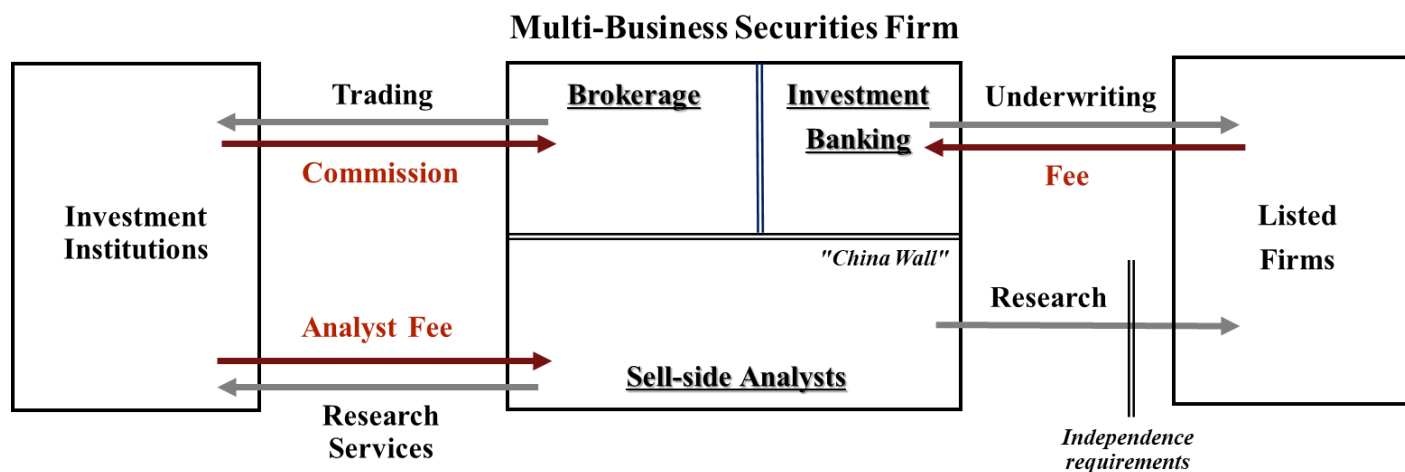 Multi-Business Securities Firm
Trading
Commission
Investment
Institutions
Analyst Fee
Research
Services
Brokerage
Investment
Banking
"China Wall"
Sell-side Analysts
Underwriting
Fee
Research
Independence
requirements
Listed
Firms